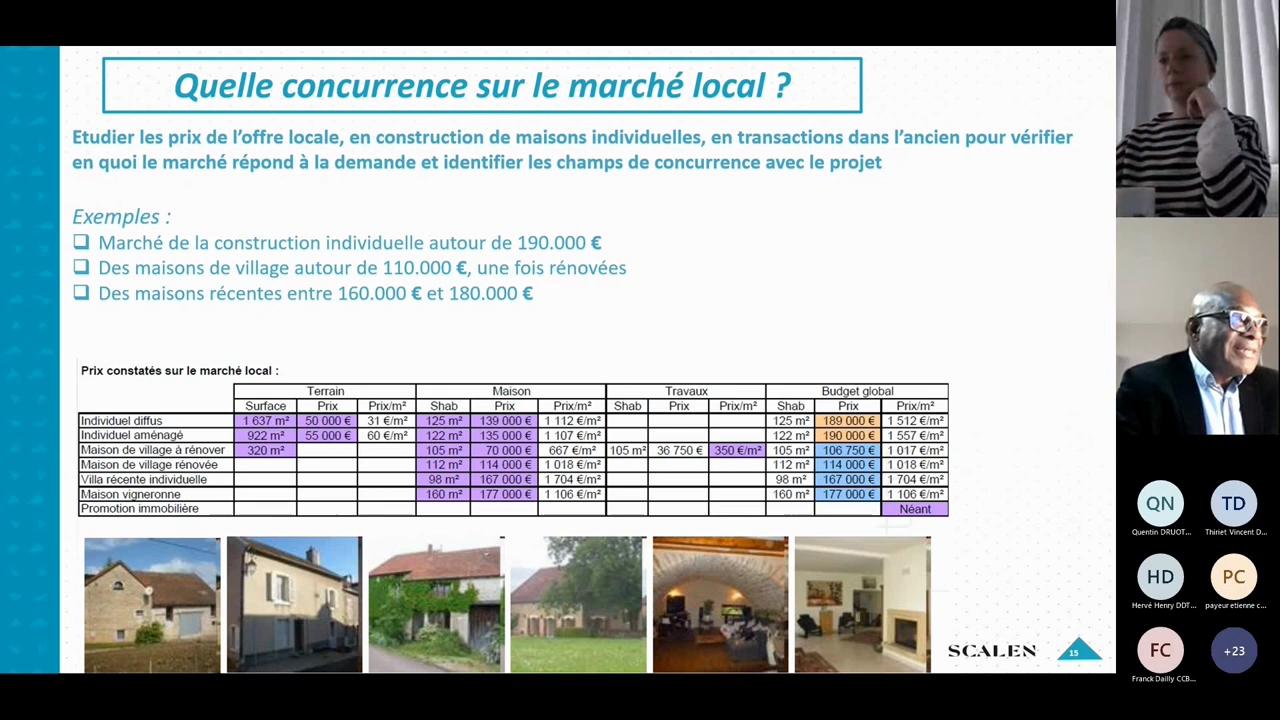 Quelle concurrence sur le marché local ?
Etudier les prix de l'offre locale, en construction de maisons individuelles, en transactions dans l'ancien pour vérifier
en quoi le marché répond à la demande et identifier les champs de concurrence avec le projet
Exemples :
Marché de la construction individuelle autour de 190.000 €
Des maisons de village autour de 110.000 €, une fois rénovées
Des maisons récentes entre 160.000 € et 180.000 €
Prix constatés sur le marché local :
Terrain Maison Travaux Budget global
Surface Prix Prix/m² Shab Prix Prix/m² Shab Prix Prix/m² Shab Prix Prix/m²
Individuel diffus 1 637 m² 50 000 € 31 €/m² 125 m² 139 000 € 1 112 €/m² 125 m² 189 000 € 1 512 €/m²
Individuel aménagé 922 m² 55 000 € 60 €/m² 122 m² 135 000 € 1 107 €/m² 122 m² 190 000 € 1 557 €/m²
Maison de village à rénover 320 m² 105 m² 70 000 € 667 €/m² 105 m² 36 750 € 350 €/m² 105 m² 106 750 € 1 017 €/m²
Maison de village rénovée 112 m² 114 000 € 1 018 €/m² 112 m² 114 000 € 1 018 €/m²
Villa récente individuelle 98 m² 167 000 € 1 704 €/m² 98 m² 167 000 € 1 704 €/m²
Maison vigneronne 160 m² 177 000 € 1 106 €/m² 160 m² 177 000 € 1 106 €/m²
Promotion immobilière Néant
SCALEN 15
QN TD
Quentin DRUOT... Thiriet Vincent D...
HD PC
Hervé Henry DDT... payeur etienne c...
FC +23
Franck Dailly CCB...